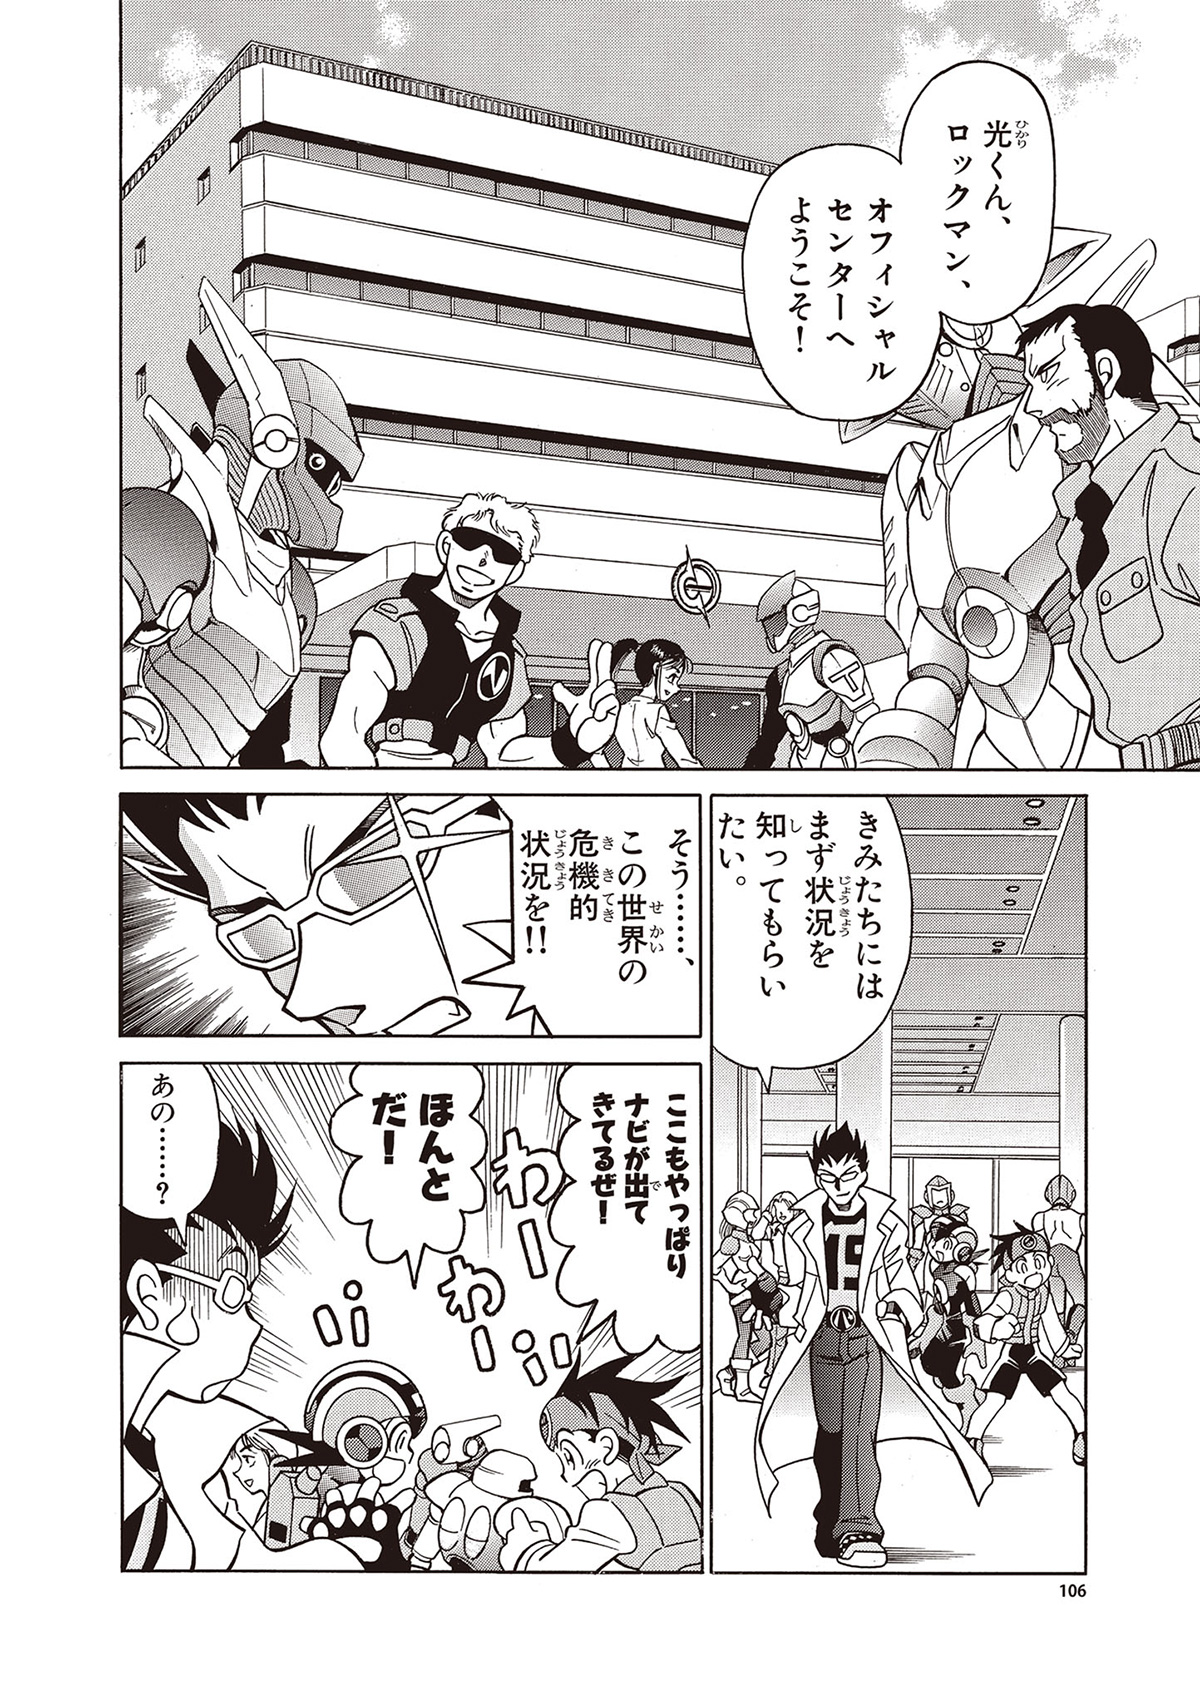 光くん、
ロックマン、
オフィシャル
センターへ
ようこそ！
きみたちには
まず状況を
知ってもらい
たい。
そう……、
この世界の
危機的
状況を!!
ここもやっぱり
ナビが出て
きてるぜ！
ほんと
だ！
わー
わー
あの……？
106